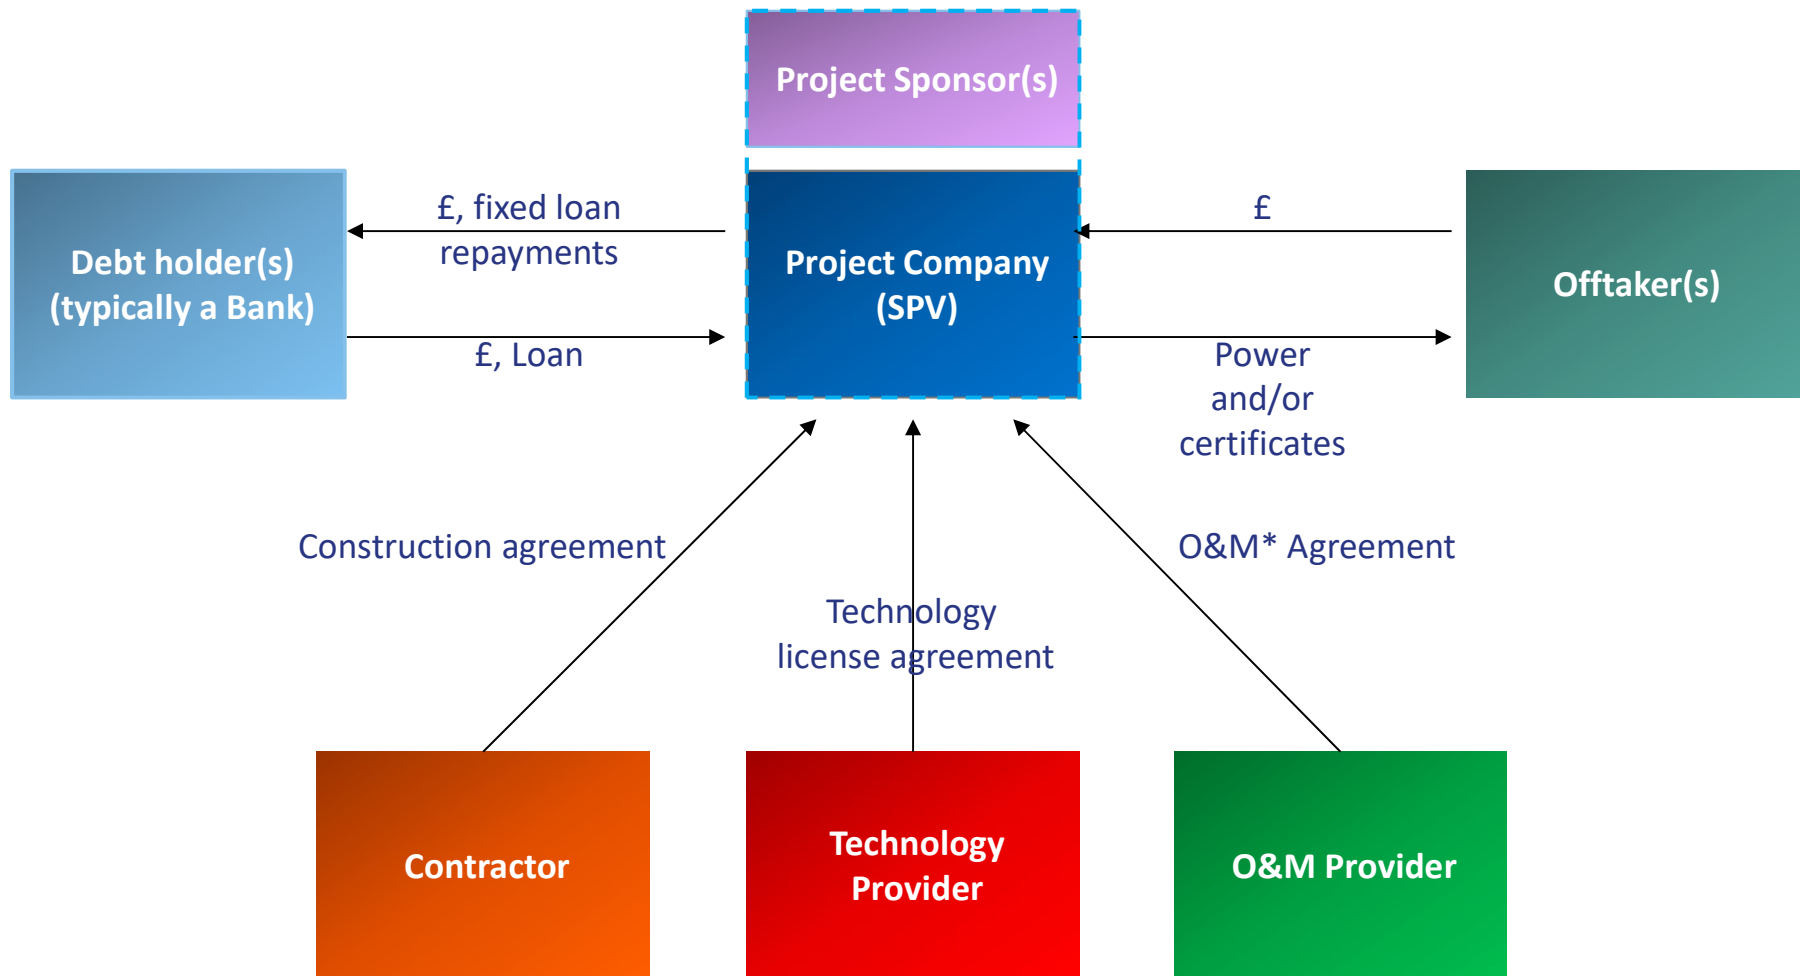 Project Sponsor(s)
£, fixed loan
repayments
£
Debt holder(s)
(typically a Bank)
Project Company
(SPV)
Offtaker(s)
£, Loan
Power
and/or
certificates
Construction agreement
O&M* Agreement
Technology
license agreement
Contractor
Technology
Provider
O&M Provider